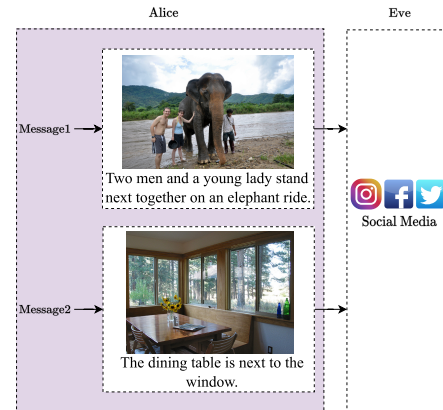 Alice
Eve
Message1
Two men and a young lady stand
next together on an elephant ride.
Social Media
Message2
The dining table is next to the
window.